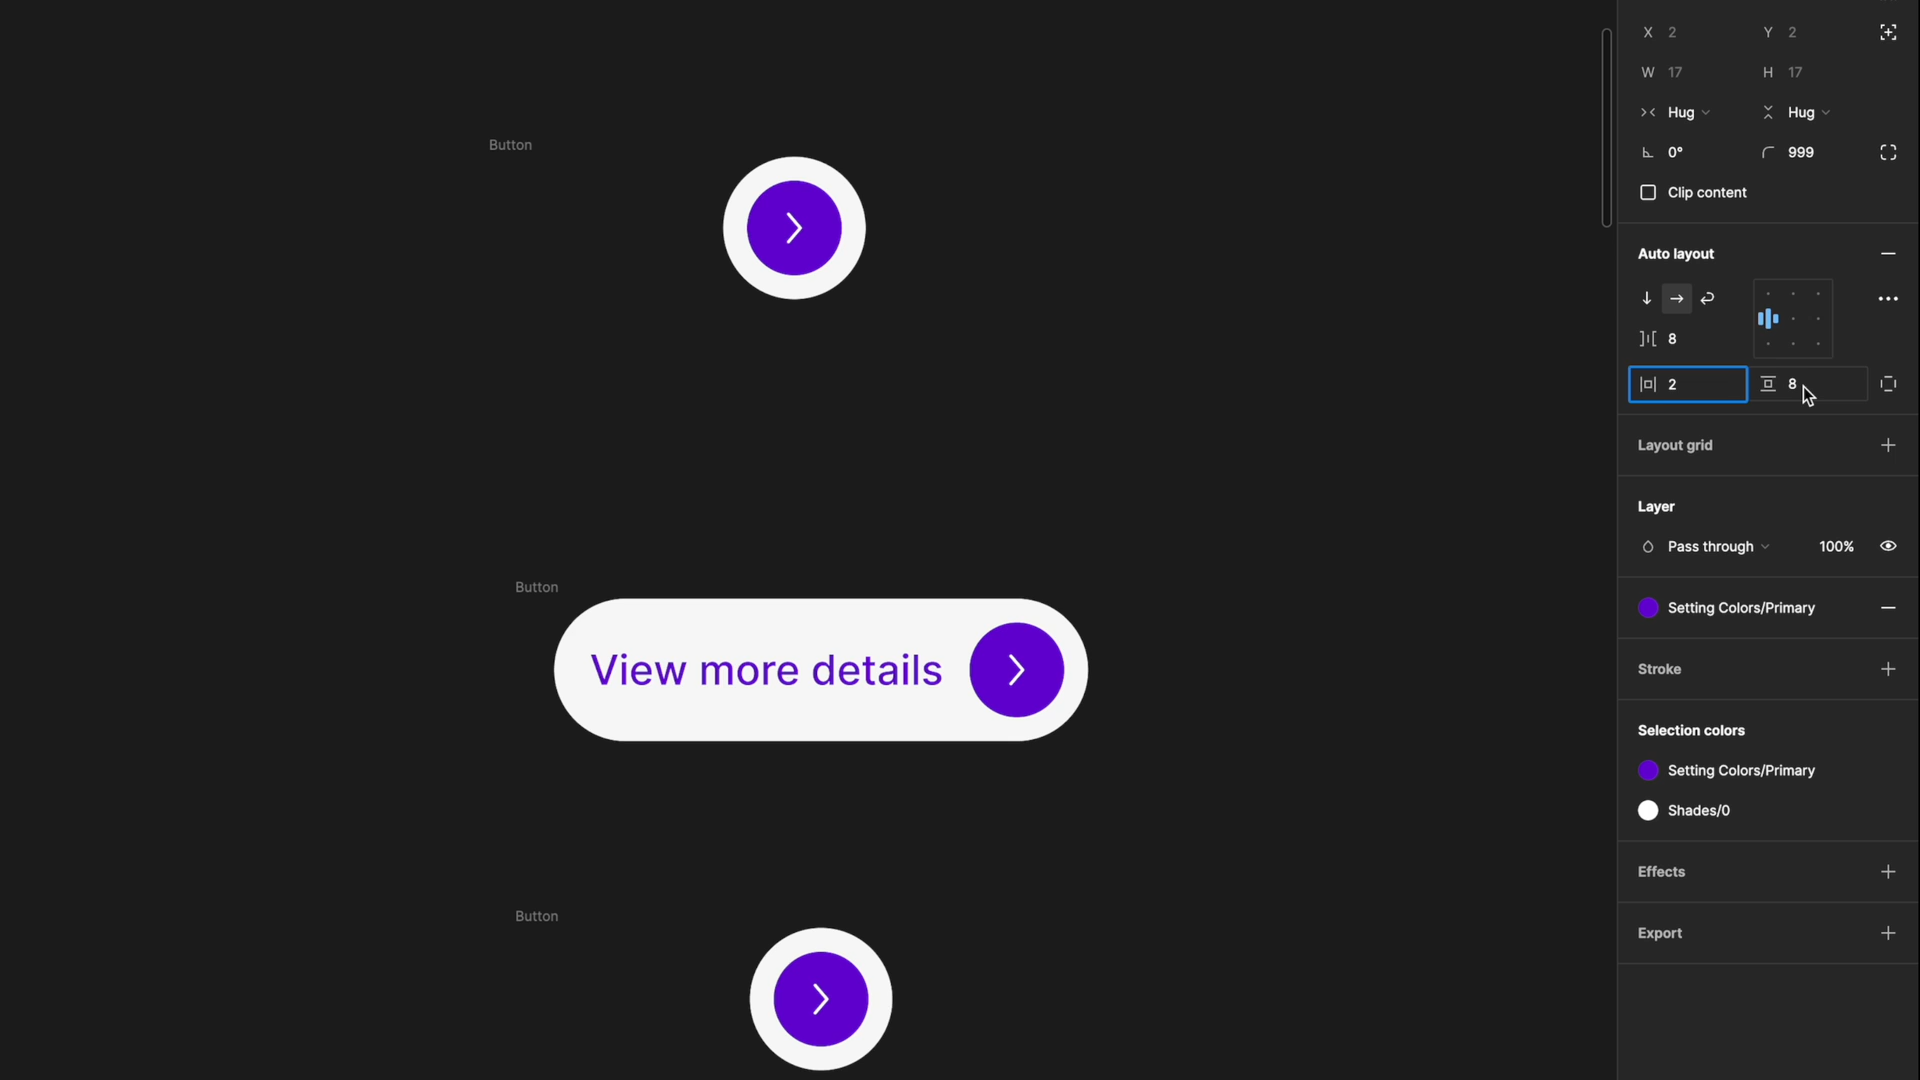 X 2 Y 2
W 17 H 17
Hug Hug
0° 999
Clip content
Auto layout
8
2 8
Layout grid
Layer
Pass through 100%
Setting Colors/Primary
Stroke
Selection colors
Setting Colors/Primary
Shades/0
Effects
Export
Button
Button
View more details
Button